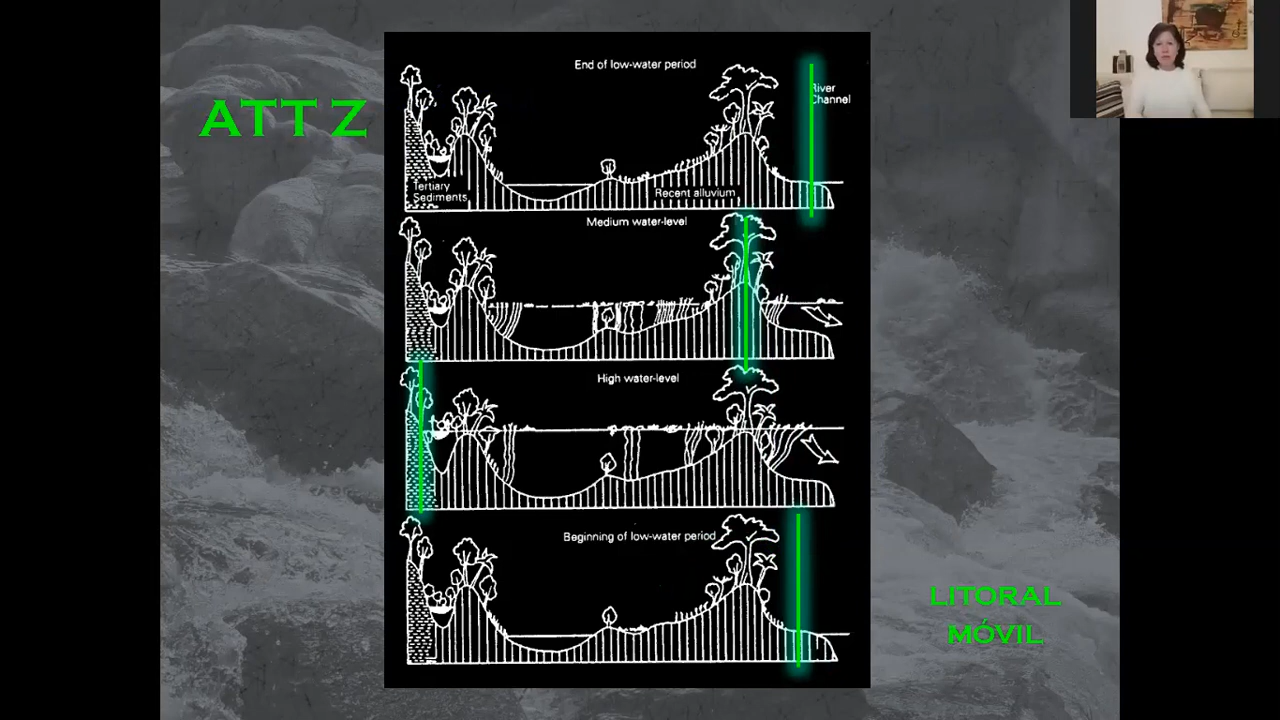 ATT Z
End of low-water period
River
Channel
Tertiary
Sediments
Recent alluvium
Medium water-level
High water-level
Beginning of low-water period
LITORAL
MÓVIL